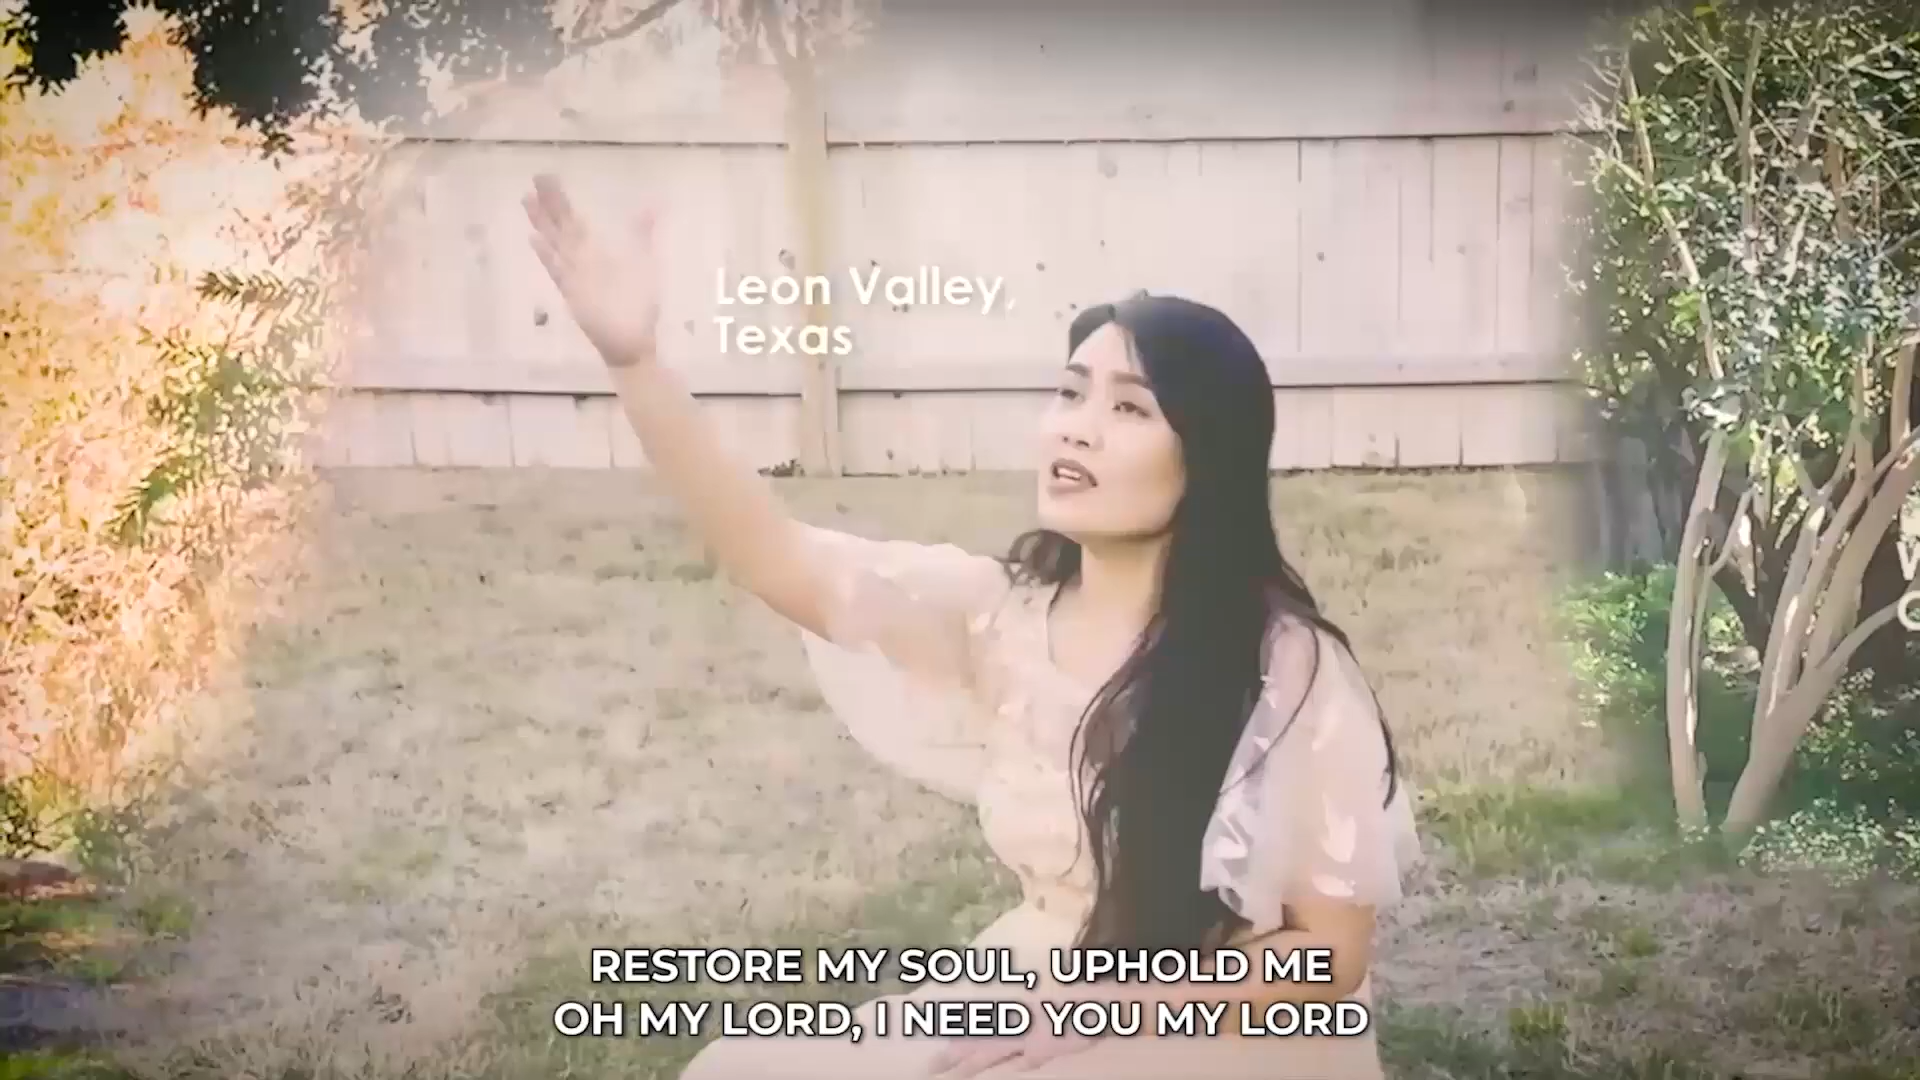 Leon Valley,
Texas
RESTORE MY SOUL, UPHOLD ME
OH MY LORD, I NEED YOU MY LORD